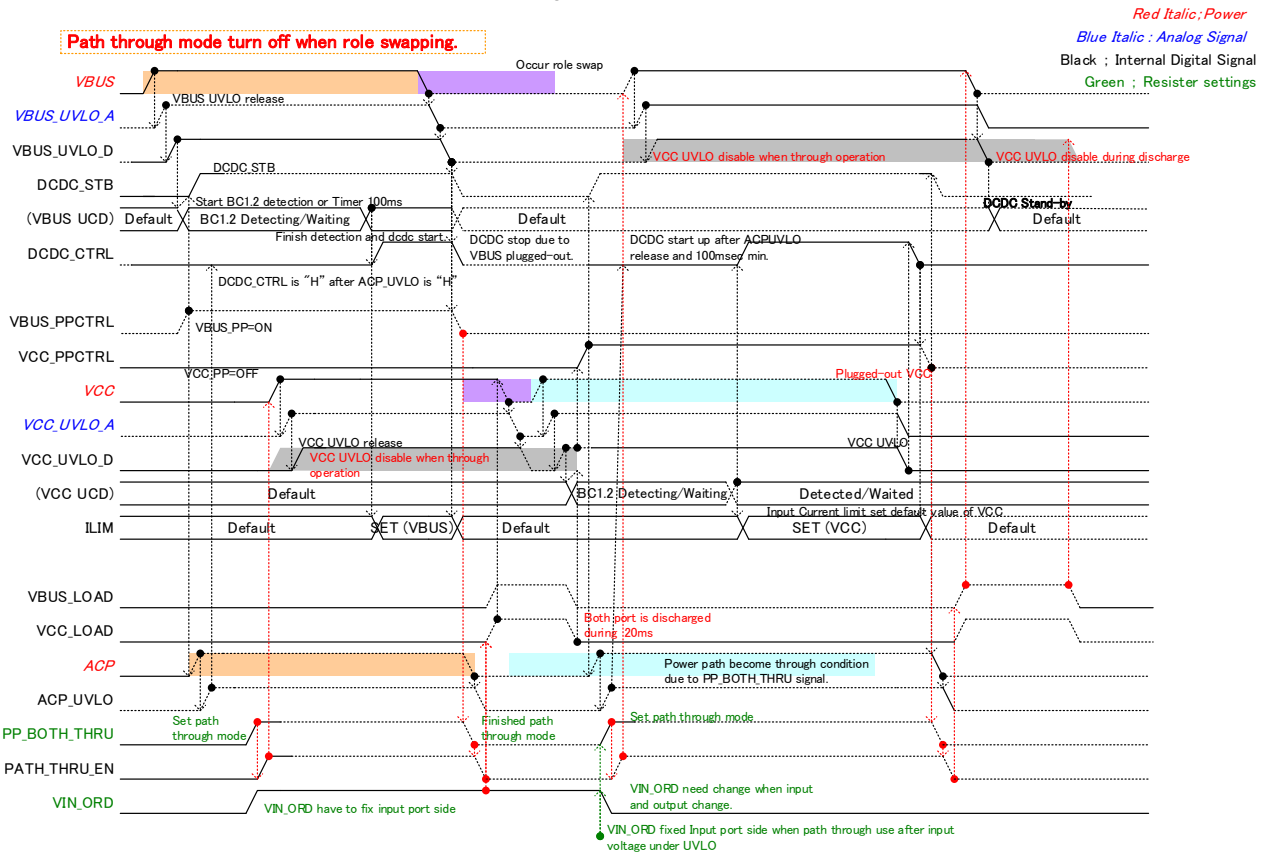 Red Italic;Power
Path through mode turn off when role swapping.
Blue Italic : Analog Signal
Black ; Internal Digital Signal
Green ; Resister settings
Occur role swap
VBUS
VBUS UVLO release
VBUS_UVLO_A
VBUS_UVLO_D
VCC UVLO disable when through operation
VCC UVLO disable during discharge
DCDC_STB
DCDC_STB
Start BC1.2 detection or Timer 100ms
DCDC Stand-by
(VBUS UCD)
Default
BC1.2 Detecting/Waiting
Default
Default
Finish detection and dcdc start.
DCDC stop due to
VBUS plugged-out.
DCDC start up after ACPUVLO
release and 100msec min.
DCDC_CTRL
DCDC_CTRL is "H" after ACP_UVLO is "H"
VBUS_PPCTRL
VBUS_PP=ON
VCC_PPCTRL
VCC_PP=OFF
Plugged-out VCC
VCC
VCC_UVLO_A
VCC UVLO release
VCC UVLO
VCC_UVLO_D
VCC UVLO disable when through
operation
(VCC UCD)
Default
BC1.2 Detecting/Waiting
Detected/Waited
Input Current limit set default value of VCC
ILIM
Default
SET (VBUS)
Default
SET (VCC)
Default
VBUS_LOAD
Both port is discharged
during 20ms
VCC_LOAD
ACP
Power path become through condition
due to PP_BOTH_THRU signal.
ACP_UVLO
Set path
through mode
Finished path
through mode
Set path through mode
PP_BOTH_THRU
PATH_THRU_EN
VIN_ORD
VIN_ORD have to fix input port side
VIN_ORD need change when input
and output change.
VIN_ORD fixed Input port side when path through use after input
voltage under UVLO